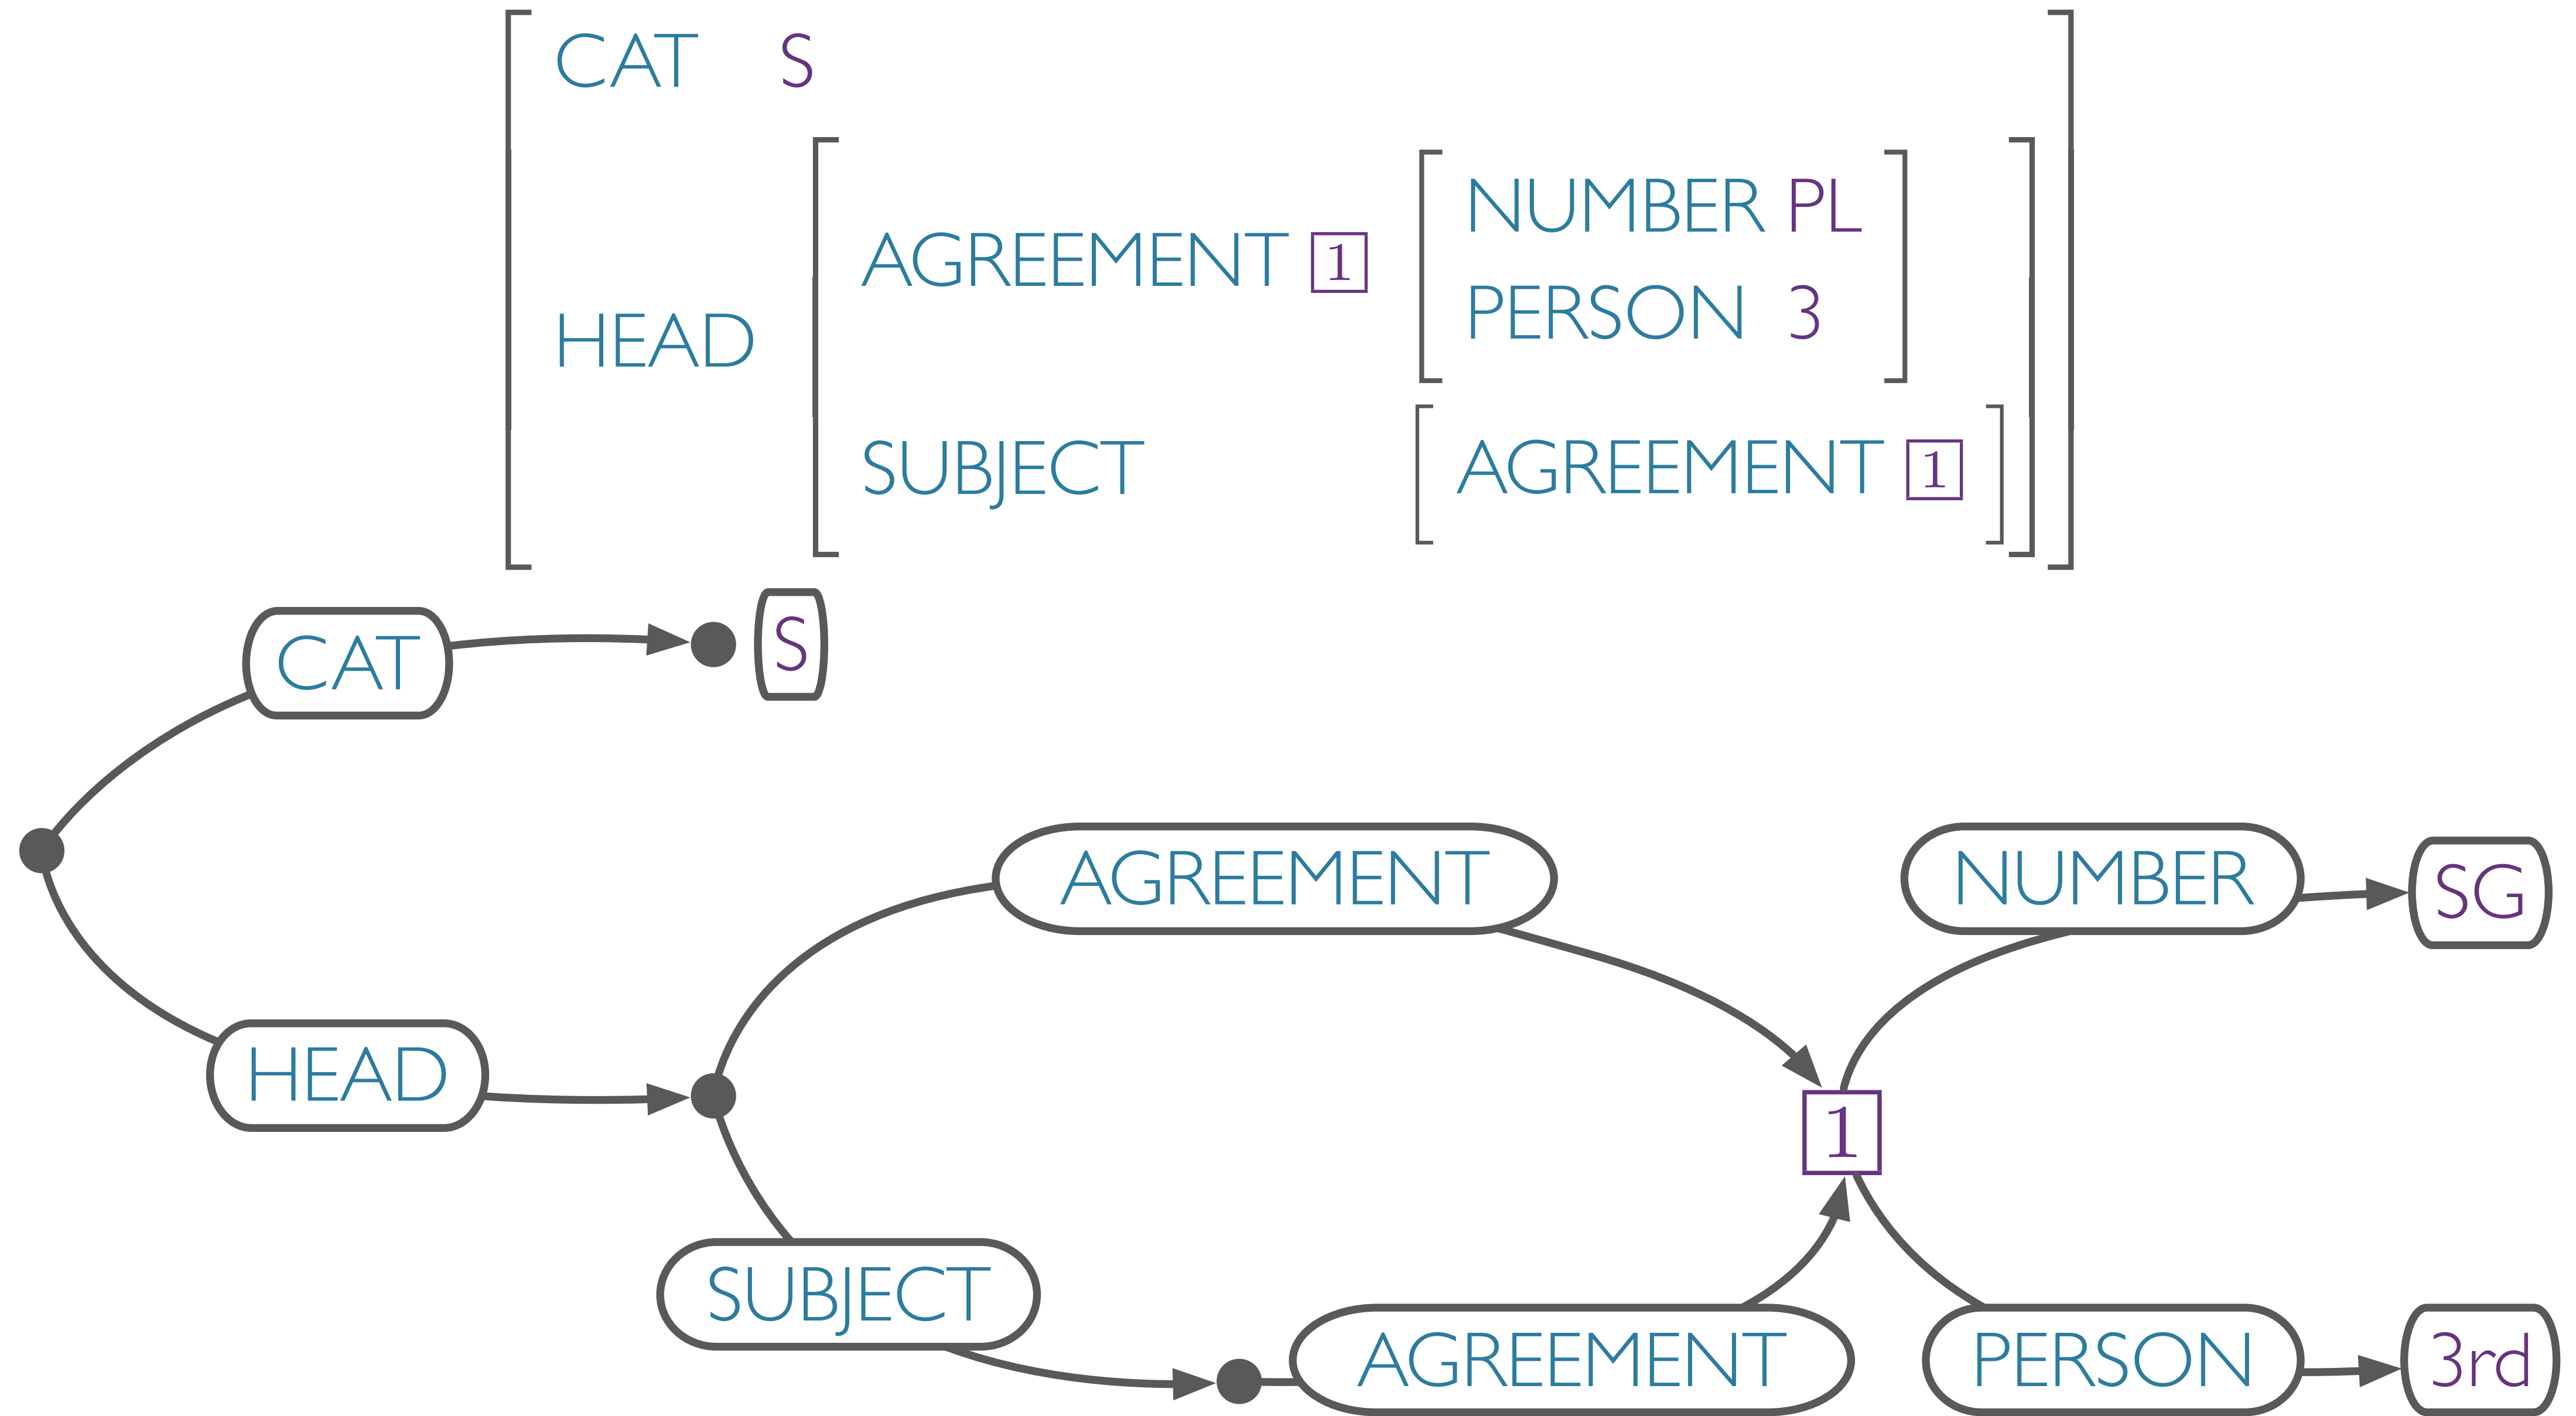 CAT S
NUMBER PL
AGREEMENT 1
PERSON 3
HEAD
SUBJECT AGREEMENT 1
CAT S
AGREEMENT NUMBER SG
HEAD
1
SUBJECT
AGREEMENT PERSON 3rd